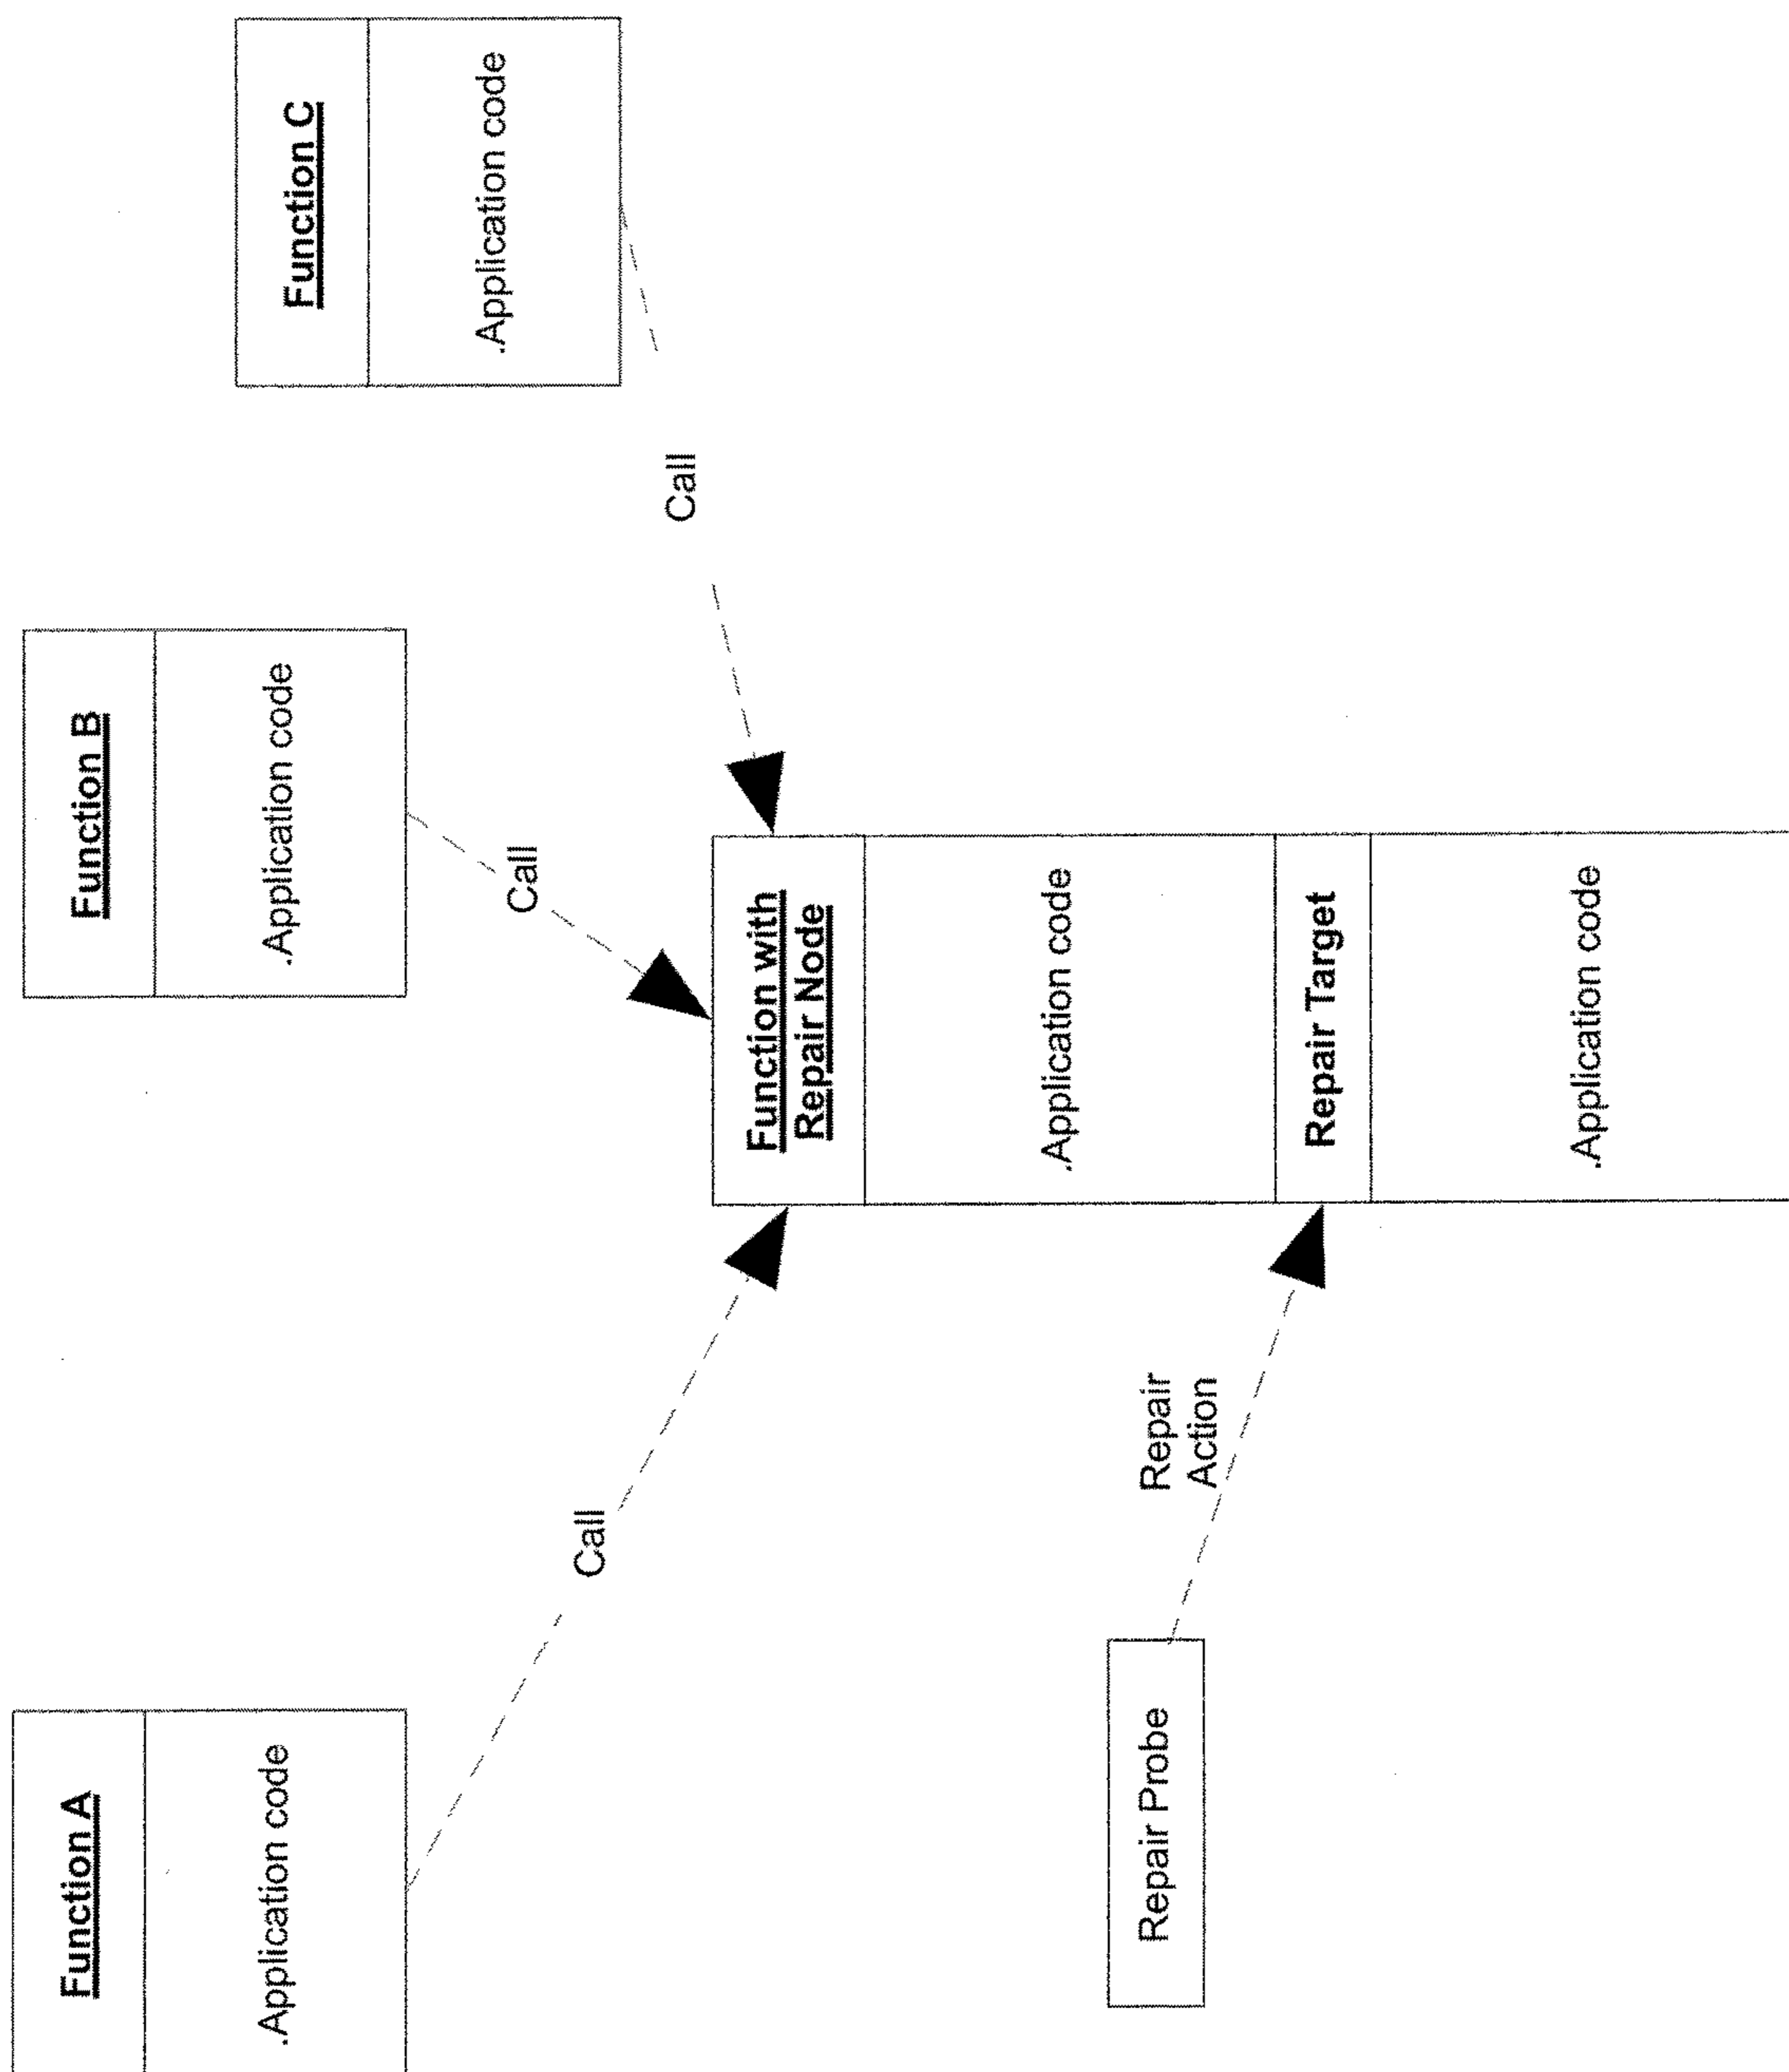 Function A
.Application code
Function B
.Application code
Function C
.Application code
Call
Call
Call
Function with
Repair Node
.Application code
Repair Probe
Repair
Action
Repair Target
.Application code